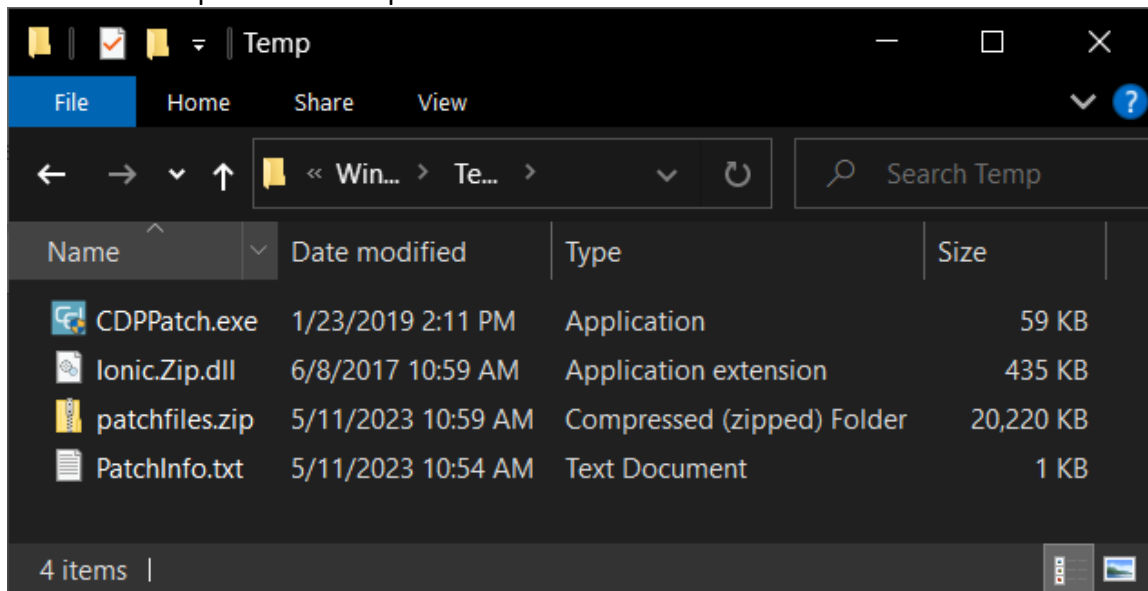 Temp
File Home Share View ?
« Win... > Te... > Search Temp
Name Date modified Type Size
CDPPatch.exe 1/23/2019 2:11 PM Application 59 KB
Ionic.Zip.dll 6/8/2017 10:59 AM Application extension 435 KB
patchfiles.zip 5/11/2023 10:59 AM Compressed (zipped) Folder 20,220 KB
PatchInfo.txt 5/11/2023 10:54 AM Text Document 1 KB
4 items